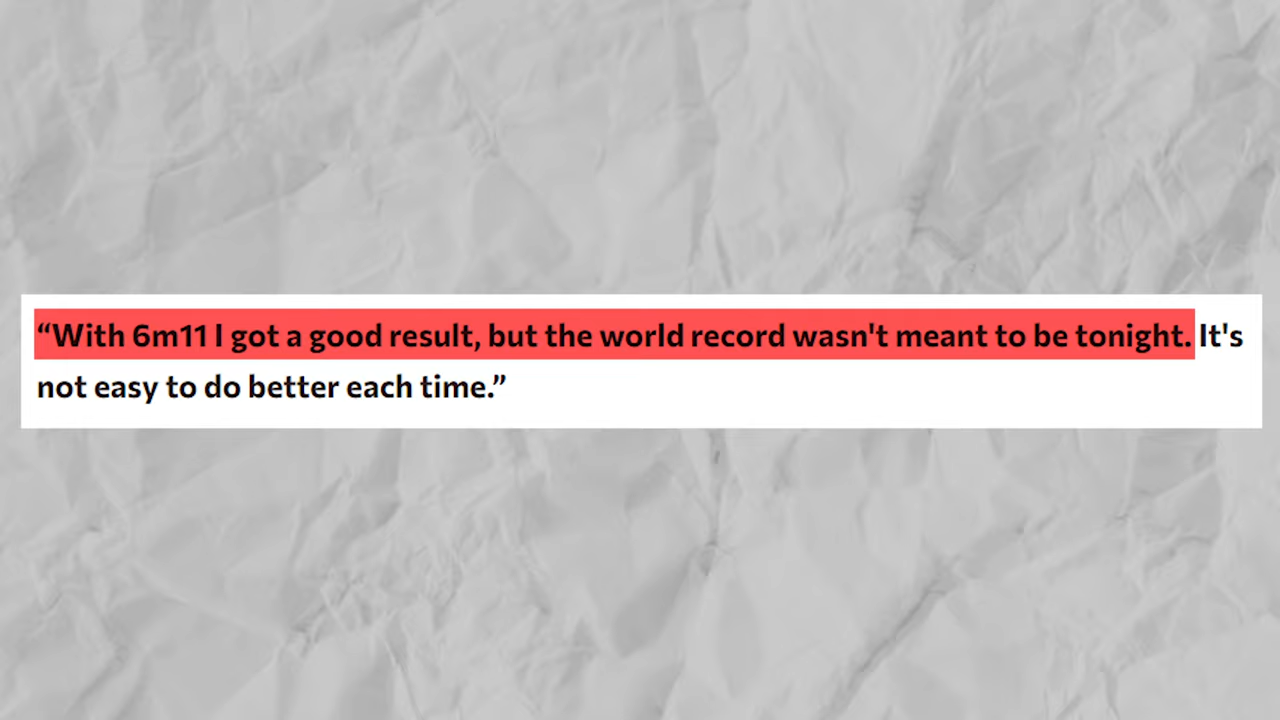 “With 6m11 I got a good result, but the world record wasn't meant to be tonight. It's
not easy to do better each time.”